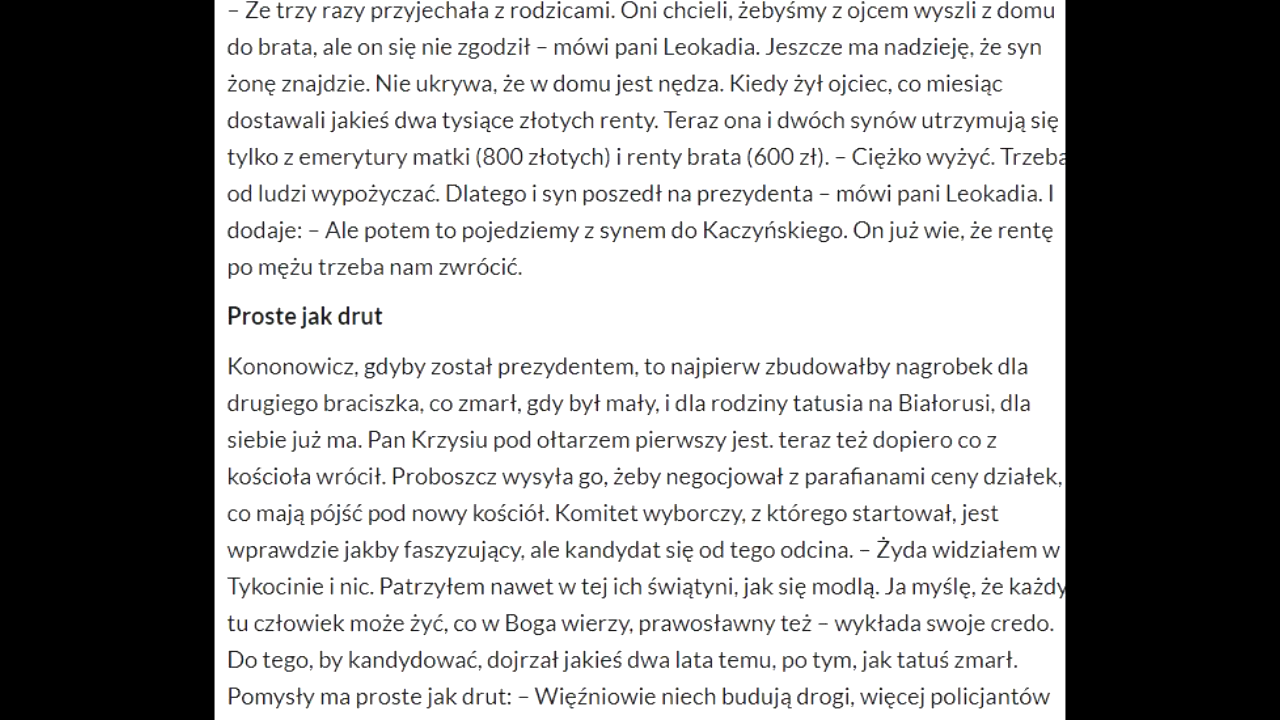 – Ze trzy razy przyjechała z rodzicami. Oni chcieli, żebyśmy z ojcem wyszli z domu
do brata, ale on się nie zgodził – mówi pani Leokadia. Jeszcze ma nadzieję, że syn
żonę znajdzie. Nie ukrywa, że w domu jest nędza. Kiedy żył ojciec, co miesiąc
dostawali jakieś dwa tysiące złotych renty. Teraz ona i dwóch synów utrzymują się
tylko z emerytury matki (800 złotych) i renty brata (600 zł). – Ciężko wyżyć. Trzeba
od ludzi wypożyczać. Dlatego i syn poszedł na prezydenta – mówi pani Leokadia. I
dodaje: – Ale potem to pojedziemy z synem do Kaczyńskiego. On już wie, że rentę
po mężu trzeba nam zwrócić.
Proste jak drut
Kononowicz, gdyby został prezydentem, to najpierw zbudowałby nagrobek dla
drugiego braciszka, co zmarł, gdy był mały, i dla rodziny tatusia na Białorusi, dla
siebie już ma. Pan Krzysiu pod ołtarzem pierwszy jest. teraz też dopiero co z
kościoła wrócił. Proboszcz wysyła go, żeby negocjował z parafianami ceny działek,
co mają pójść pod nowy kościół. Komitet wyborczy, z którego startował, jest
wprawdzie jakby faszyzujący, ale kandydat się od tego odcina. – Żyda widziałem w
Tykocinie i nic. Patrzyłem nawet w tej ich świątyni, jak się modlą. Ja myślę, że każdy
tu człowiek może żyć, co w Boga wierzy, prawosławny też – wykłada swoje credo.
Do tego, by kandydować, dojrzał jakieś dwa lata temu, po tym, jak tatuś zmarł.
Pomysły ma proste jak drut: – Więźniowie niech budują drogi, więcej policjantów